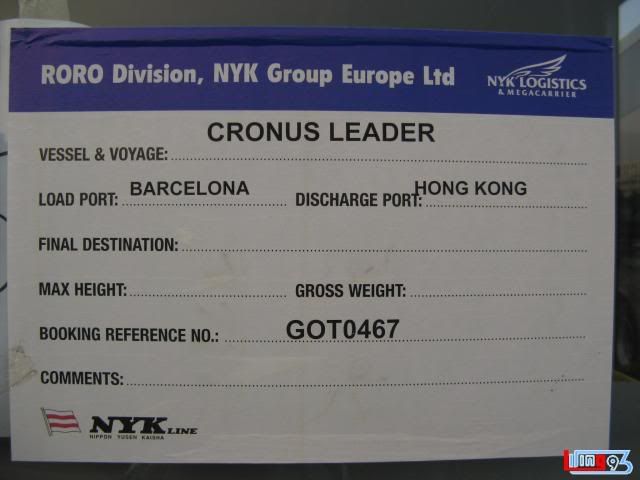 RORO Division, NYK Group Europe Ltd
NYK LOGISTICS
& MEGACARRIER
VESSEL & VOYAGE: CRONUS LEADER
LOAD PORT: BARCELONA DISCHARGE PORT: HONG KONG
FINAL DESTINATION:
MAX HEIGHT: GROSS WEIGHT:
BOOKING REFERENCE NO.: GOT0467
COMMENTS:
NYK LINE
NIPPON YUSEN KAISHA